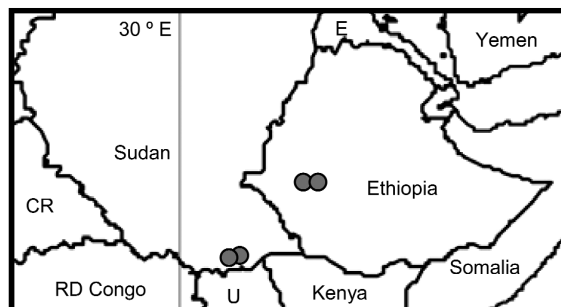 30 º E
E
Yemen
Sudan
Ethiopia
CR
Somalia
RD Congo
U
Kenya